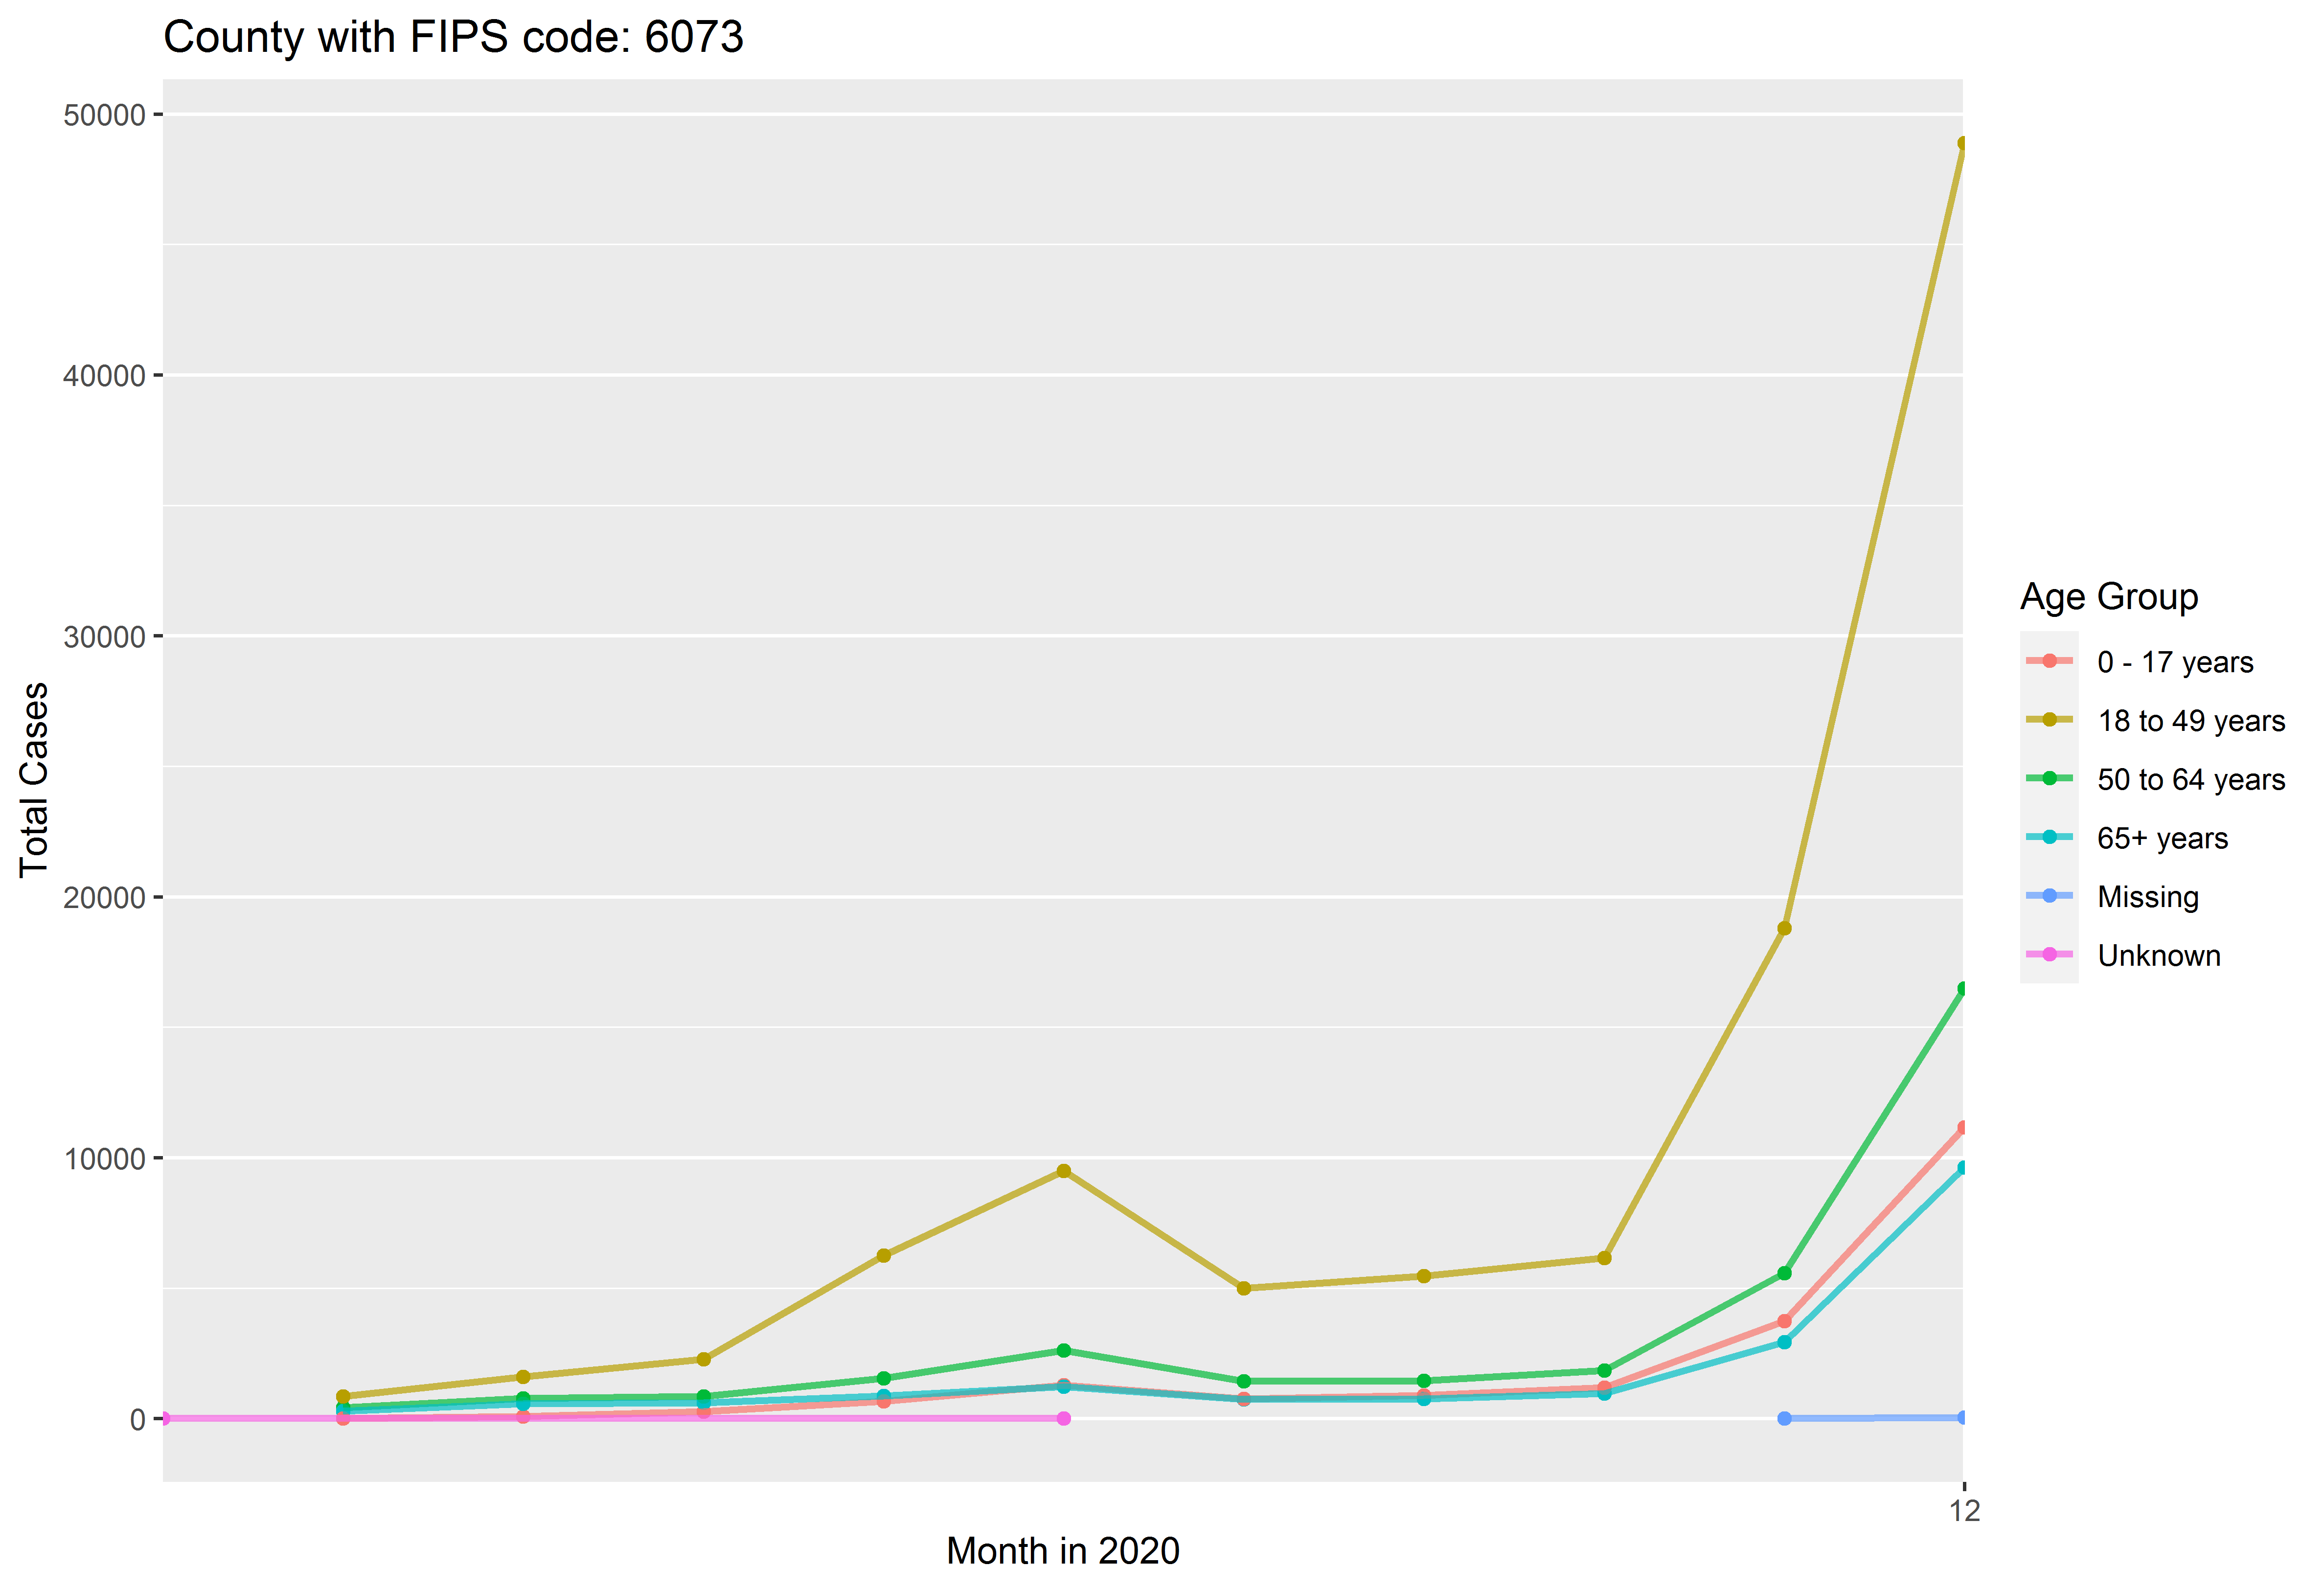 County with FIPS code: 6073
50000
40000
30000
20000
10000
0
Total Cases
12
Month in 2020
Age Group
0 - 17 years
18 to 49 years
50 to 64 years
65+ years
Missing
Unknown